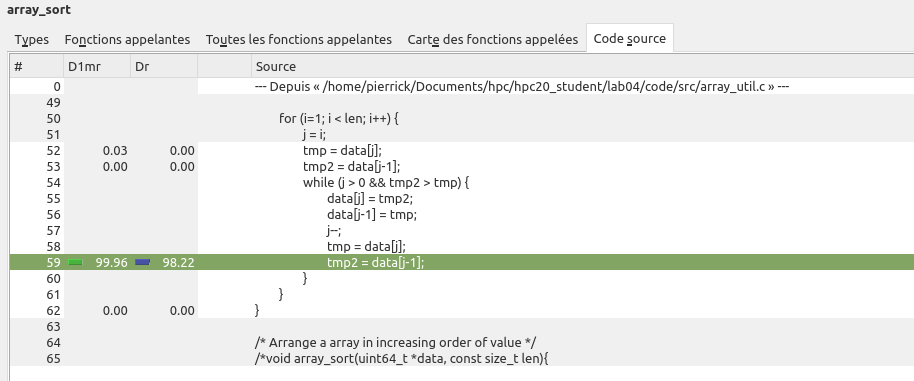 array_sort
Types Fonctions appelantes Toutes les fonctions appelantes Carte des fonctions appelées Code source
# D1mr Dr Source
0 --- Depuis « /home/pierrick/Documents/hpc/hpc20_student/lab04/code/src/array_util.c » ---
49
50 for (i=1; i < len; i++) {
51 j = i;
52 0.03 0.00 tmp = data[j];
53 0.00 0.00 tmp2 = data[j-1];
54 while (j > 0 && tmp2 > tmp) {
55 data[j] = tmp2;
56 data[j-1] = tmp;
57 j--;
58 tmp = data[j];
59 99.96 98.22 tmp2 = data[j-1];
60 }
61 }
62 0.00 0.00 }
63
64 /* Arrange a array in increasing order of value */
65 /*void array_sort(uint64_t *data, const size_t len){